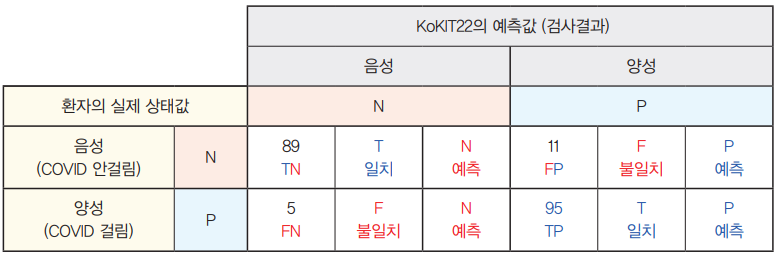 KoKIT22의 예측값 (검사결과)
음성 양성
환자의 실제 상태값 N P
음성 (COVID 안걸림) N 89 TN T 일치 N 예측 11 FP F 불일치 P 예측
양성 (COVID 걸림) P 5 FN F 불일치 N 예측 95 TP T 일치 P 예측